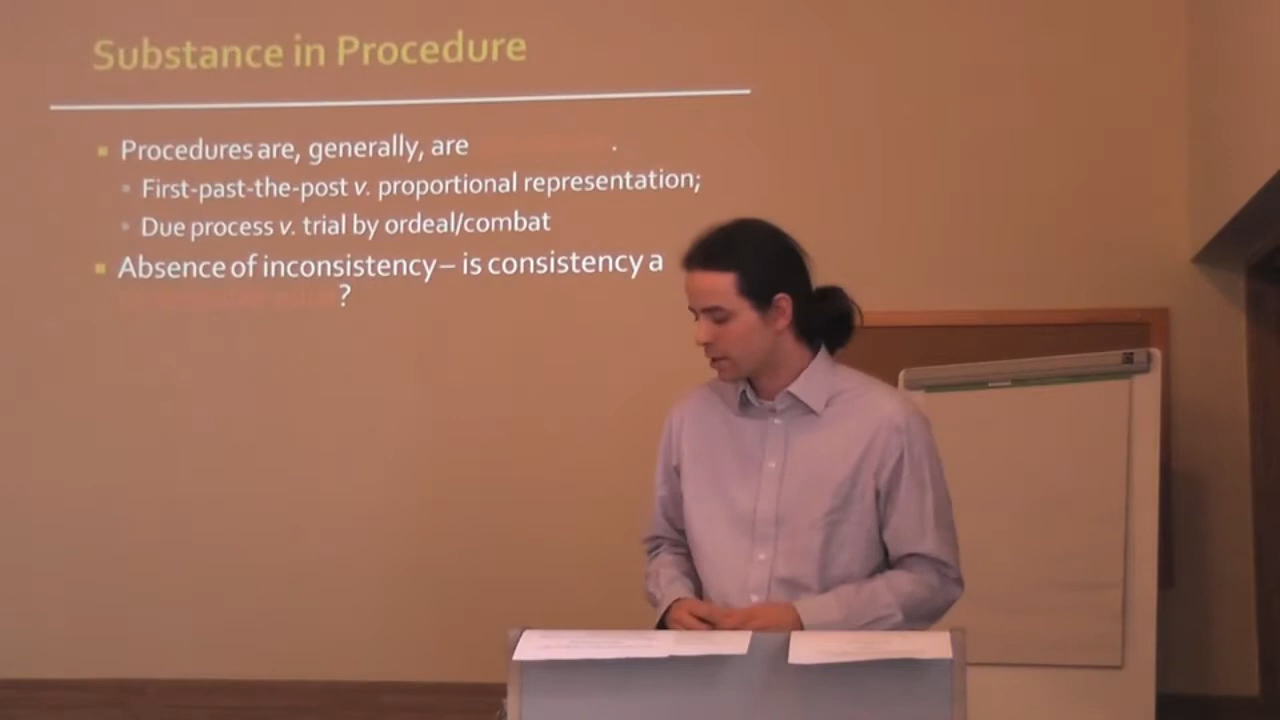 Substance in Procedure
Procedures are, generally, are .
First-past-the-post v. proportional representation;
Due process v. trial by ordeal/combat
Absence of inconsistency – is consistency a
?